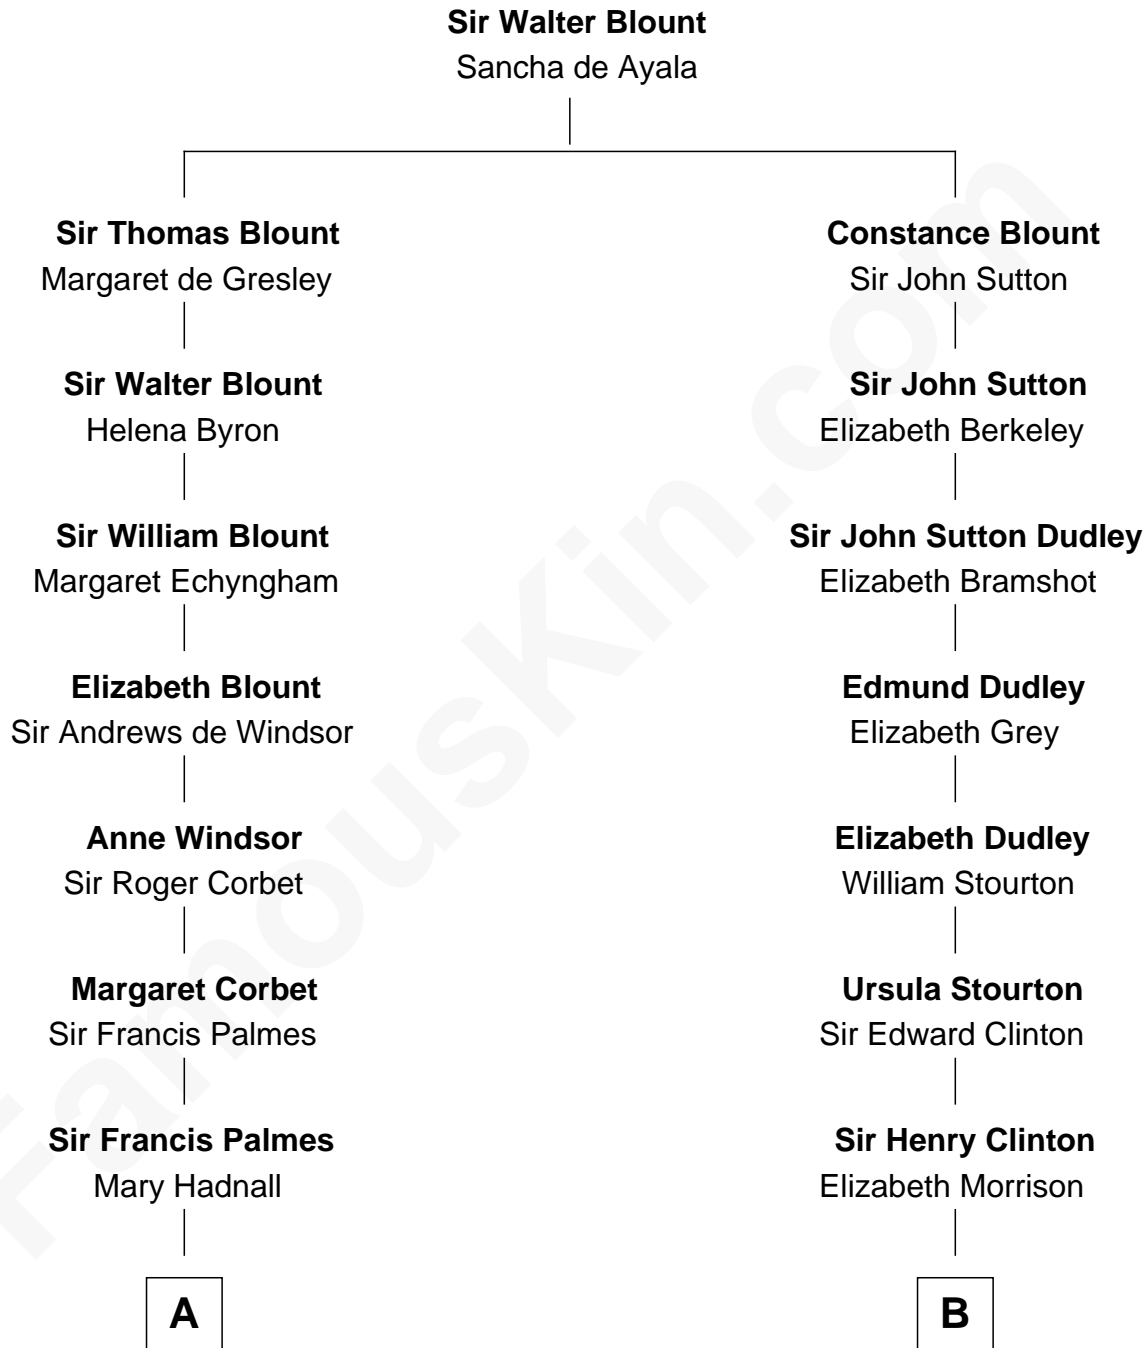 Sir Walter Blount
Sancha de Ayala
Sir Thomas Blount
Margaret de Gresley
Constance Blount
Sir John Sutton
Sir Walter Blount
Helena Byron
Sir John Sutton
Elizabeth Berkeley
Sir William Blount
Margaret Echyngham
Sir John Sutton Dudley
Elizabeth Bramshot
Elizabeth Blount
Sir Andrews de Windsor
Edmund Dudley
Elizabeth Grey
Anne Windsor
Sir Roger Corbet
Elizabeth Dudley
William Stourton
Margaret Corbet
Sir Francis Palmes
Ursula Stourton
Sir Edward Clinton
Sir Francis Palmes
Mary Hadnall
Sir Henry Clinton
Elizabeth Morrison
A
B
FamousKin.com